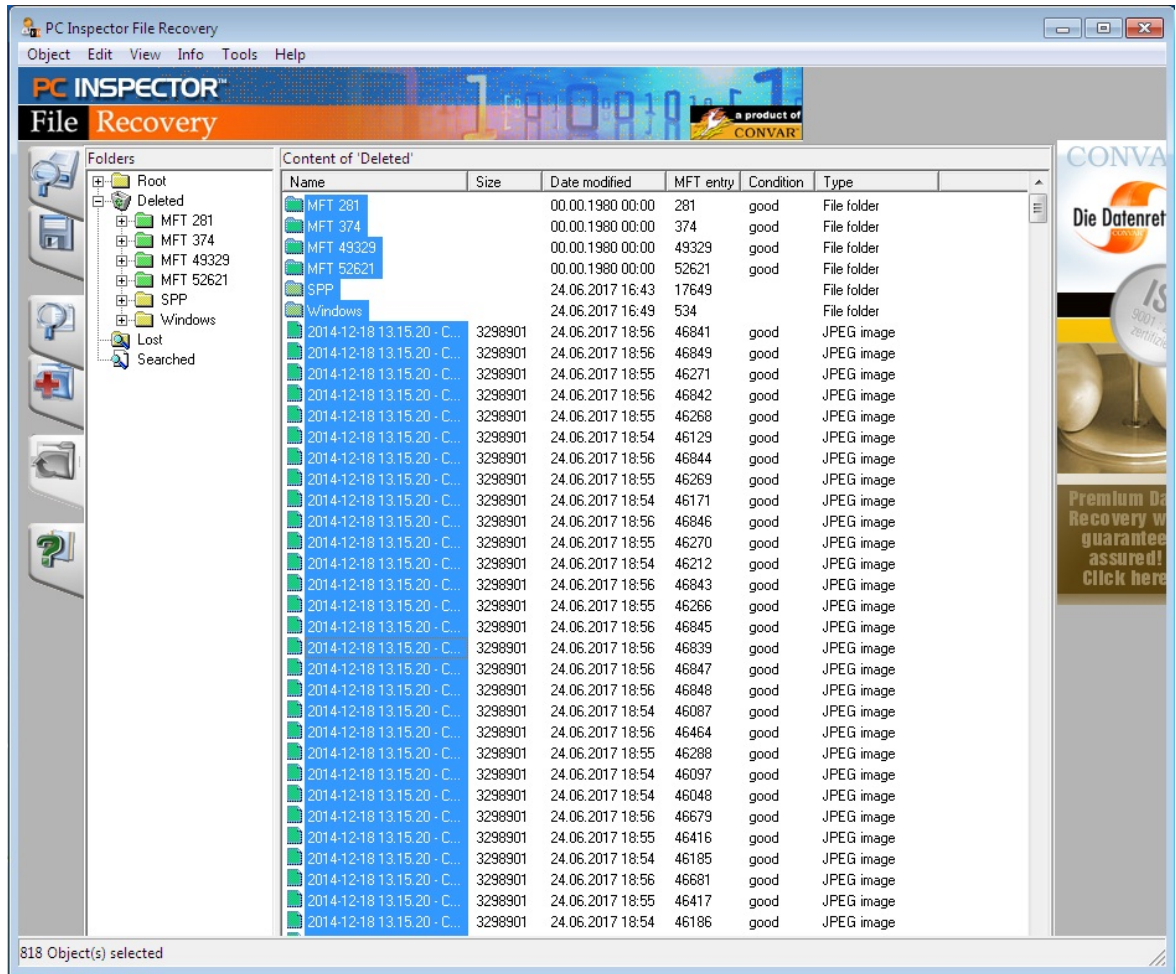 PC Inspector File Recovery
Object Edit View Info Tools Help
PC INSPECTOR™
File Recovery
a product of
CONVAR
Folders
Root
Deleted
MFT 281
MFT 374
MFT 49329
MFT 52621
SPP
Windows
Lost
Searched
Content of 'Deleted'
Name Size Date modified MFT entry Condition Type
MFT 281 00.00.1980 00:00 281 good File folder
MFT 374 00.00.1980 00:00 374 good File folder
MFT 49329 00.00.1980 00:00 49329 good File folder
MFT 52621 00.00.1980 00:00 52621 good File folder
SPP 24.06.2017 16:43 17649 File folder
Windows 24.06.2017 16:49 534 File folder
2014-12-18 13.15.20 - C... 3298901 24.06.2017 18:56 46841 good JPEG image
2014-12-18 13.15.20 - C... 3298901 24.06.2017 18:56 46849 good JPEG image
2014-12-18 13.15.20 - C... 3298901 24.06.2017 18:55 46271 good JPEG image
2014-12-18 13.15.20 - C... 3298901 24.06.2017 18:56 46842 good JPEG image
2014-12-18 13.15.20 - C... 3298901 24.06.2017 18:55 46268 good JPEG image
2014-12-18 13.15.20 - C... 3298901 24.06.2017 18:54 46129 good JPEG image
2014-12-18 13.15.20 - C... 3298901 24.06.2017 18:56 46844 good JPEG image
2014-12-18 13.15.20 - C... 3298901 24.06.2017 18:55 46269 good JPEG image
2014-12-18 13.15.20 - C... 3298901 24.06.2017 18:54 46171 good JPEG image
2014-12-18 13.15.20 - C... 3298901 24.06.2017 18:56 46846 good JPEG image
2014-12-18 13.15.20 - C... 3298901 24.06.2017 18:55 46270 good JPEG image
2014-12-18 13.15.20 - C... 3298901 24.06.2017 18:54 46212 good JPEG image
2014-12-18 13.15.20 - C... 3298901 24.06.2017 18:56 46843 good JPEG image
2014-12-18 13.15.20 - C... 3298901 24.06.2017 18:55 46266 good JPEG image
2014-12-18 13.15.20 - C... 3298901 24.06.2017 18:56 46845 good JPEG image
2014-12-18 13.15.20 - C... 3298901 24.06.2017 18:56 46839 good JPEG image
2014-12-18 13.15.20 - C... 3298901 24.06.2017 18:56 46847 good JPEG image
2014-12-18 13.15.20 - C... 3298901 24.06.2017 18:56 46848 good JPEG image
2014-12-18 13.15.20 - C... 3298901 24.06.2017 18:54 46087 good JPEG image
2014-12-18 13.15.20 - C... 3298901 24.06.2017 18:56 46464 good JPEG image
2014-12-18 13.15.20 - C... 3298901 24.06.2017 18:55 46288 good JPEG image
2014-12-18 13.15.20 - C... 3298901 24.06.2017 18:54 46097 good JPEG image
2014-12-18 13.15.20 - C... 3298901 24.06.2017 18:54 46048 good JPEG image
2014-12-18 13.15.20 - C... 3298901 24.06.2017 18:56 46679 good JPEG image
2014-12-18 13.15.20 - C... 3298901 24.06.2017 18:55 46416 good JPEG image
2014-12-18 13.15.20 - C... 3298901 24.06.2017 18:54 46185 good JPEG image
2014-12-18 13.15.20 - C... 3298901 24.06.2017 18:56 46681 good JPEG image
2014-12-18 13.15.20 - C... 3298901 24.06.2017 18:55 46417 good JPEG image
2014-12-18 13.15.20 - C... 3298901 24.06.2017 18:54 46186 good JPEG image
CONVA
Die Datenret
CONVAR
IS
9001
zertifizie
Premium Da
Recovery w
guarantee
assured!
Click here
818 Object(s) selected